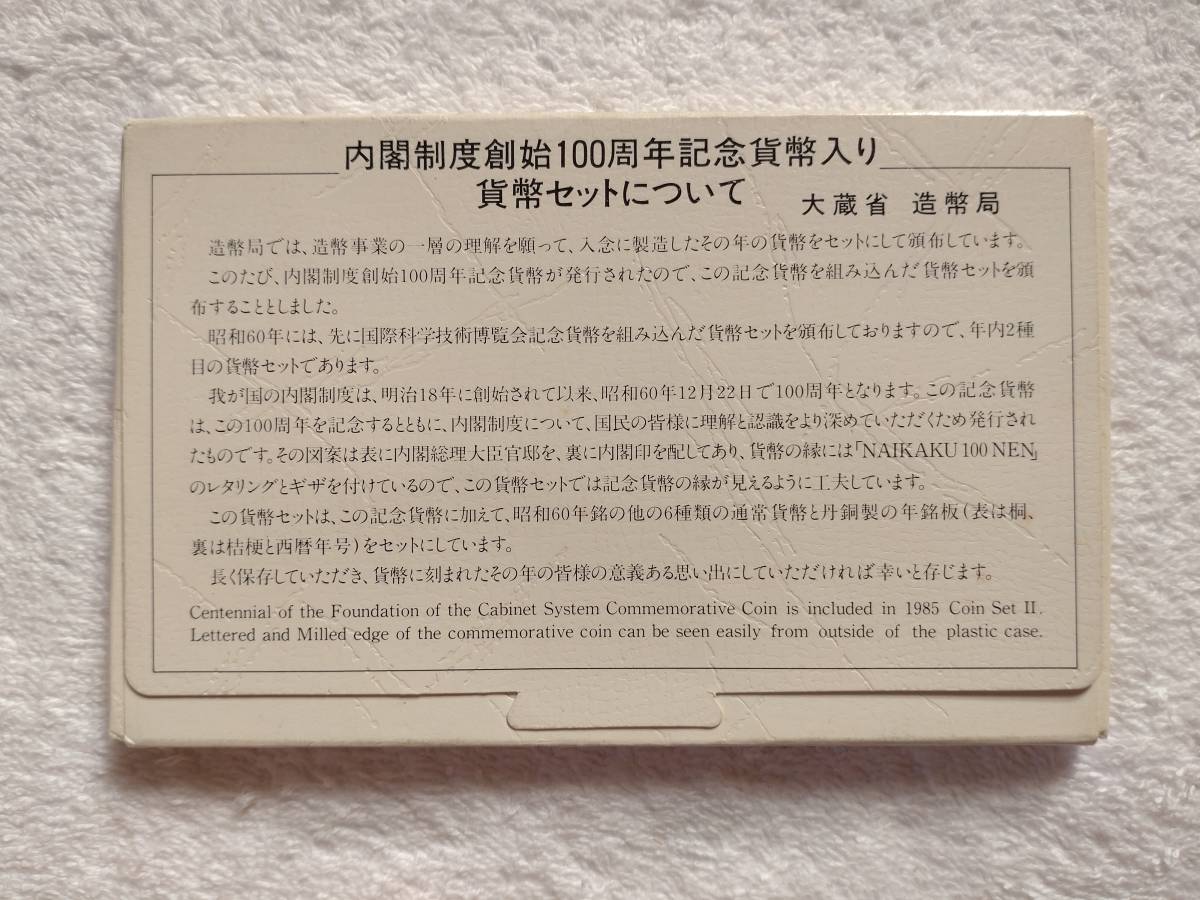 内閣制度創始100周年記念貨幣入り
貨幣セットについて
大蔵省 造幣局
造幣局では、造幣事業の一層の理解を願って、入念に製造したその年の貨幣をセットにして頒布しています。
このたび、内閣制度創始100周年記念貨幣が発行されたので、この記念貨幣を組み込んだ貨幣セットを頒
布することとしました。
昭和60年には、先に国際科学技術博覧会記念貨幣を組み込んだ貨幣セットを頒布しておりますので、年内2種
目の貨幣セットであります。
我が国の内閣制度は、明治18年に創始されて以来、昭和60年12月22日で100周年となります。この記念貨幣
は、この100周年を記念するとともに、内閣制度について、国民の皆様に理解と認識をより深めていただくため発行され
たものです。その図案は表に内閣総理大臣官邸を、裏に内閣印を配してあり、貨幣の縁には「NAIKAKU 100 NEN」
のレタリングとギザを付けているので、この貨幣セットでは記念貨幣の縁が見えるように工夫しています。
この貨幣セットは、この記念貨幣に加えて、昭和60年銘の他の6種類の通常貨幣と丹銅製の年銘板(表は桐、
裏は桔梗と西暦年号)をセットにしています。
長く保存していただき、貨幣に刻まれたその年の皆様の意義ある思い出にしていただければ幸いと存じます。
Centennial of the Foundation of the Cabinet System Commemorative Coin is included in 1985 Coin Set II.
Lettered and Milled edge of the commemorative coin can be seen easily from outside of the plastic case.